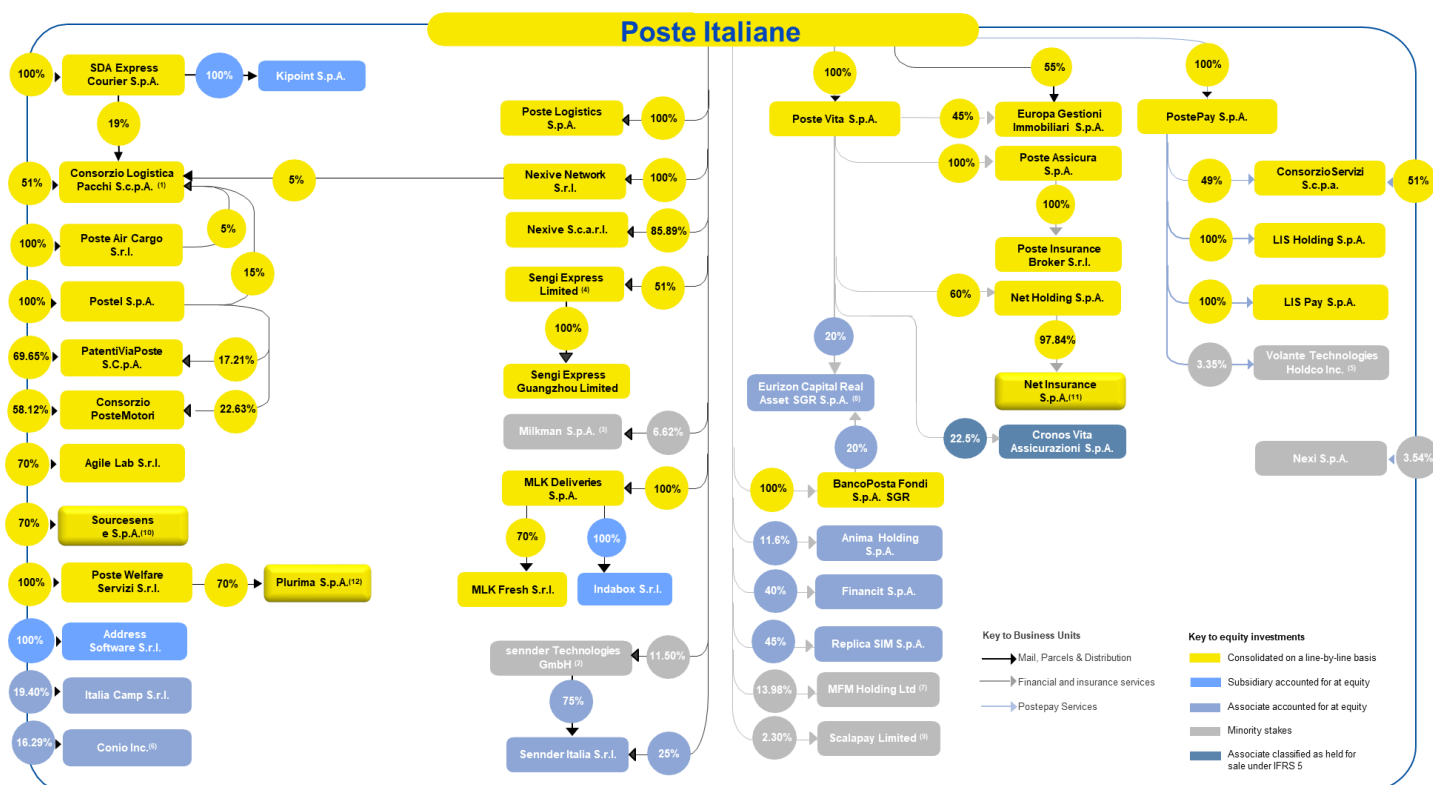 Poste Italiane
100%
SDA Express
Courier S.p.A.
100%
Kipoint S.p.A.
19%
51%
Consorzio Logistica
Pacchi S.c.p.A. (1)
5%
100%
Poste Air Cargo
S.r.l.
5%
15%
100%
Postel S.p.A.
69.65%
PatentiViaPoste
S.C.p.A.
17.21%
58.12%
Consorzio
PosteMotori
22.63%
70%
Agile Lab S.r.l.
70%
Sourcesens
e S.p.A.(10)
100%
Poste Welfare
Servizi S.r.l.
70%
Plurima S.p.A.(12)
100%
Address
Software S.r.l.
19.40%
Italia Camp S.r.l.
16.29%
Conio Inc.(6)
Poste Logistics
S.p.A.
100%
Nexive Network
S.r.l.
100%
Nexive S.c.a.r.l.
85.89%
Sengi Express
Limited (4)
51%
100%
Sengi Express
Guangzhou Limited
Milkman S.p.A. (3)
6.62%
MLK Deliveries
S.p.A.
100%
70%
100%
MLK Fresh S.r.l.
Indabox S.r.l.
sennder Technologies
GmbH (2)
11.50%
75%
Sennder Italia S.r.l.
25%
100%
Poste Vita S.p.A.
55%
45%
Europa Gestioni
Immobiliari S.p.A.
100%
Poste Assicura
S.p.A.
100%
Poste Insurance
Broker S.r.l.
60%
Net Holding S.p.A.
97.84%
Net Insurance
S.p.A.(11)
20%
Eurizon Capital Real
Asset SGR S.p.A. (8)
20%
22.5%
Cronos Vita
Assicurazioni S.p.A.
100%
BancoPosta Fondi
S.p.A. SGR
11.6%
Anima Holding
S.p.A.
40%
Financit S.p.A.
45%
Replica SIM S.p.A.
13.98%
MFM Holding Ltd (7)
2.30%
Scalapay Limited (9)
100%
PostePay S.p.A.
49%
Consorzio Servizi
S.c.p.a.
51%
100%
LIS Holding S.p.A.
100%
LIS Pay S.p.A.
3.35%
Volante Technologies
Holdco Inc. (5)
Nexi S.p.A.
3.54%
Key to Business Units
Mail, Parcels & Distribution
Financial and insurance services
Postepay Services
Key to equity investments
Consolidated on a line-by-line basis
Subsidiary accounted for at equity
Associate accounted for at equity
Minority stakes
Associate classified as held for
sale under IFRS 5